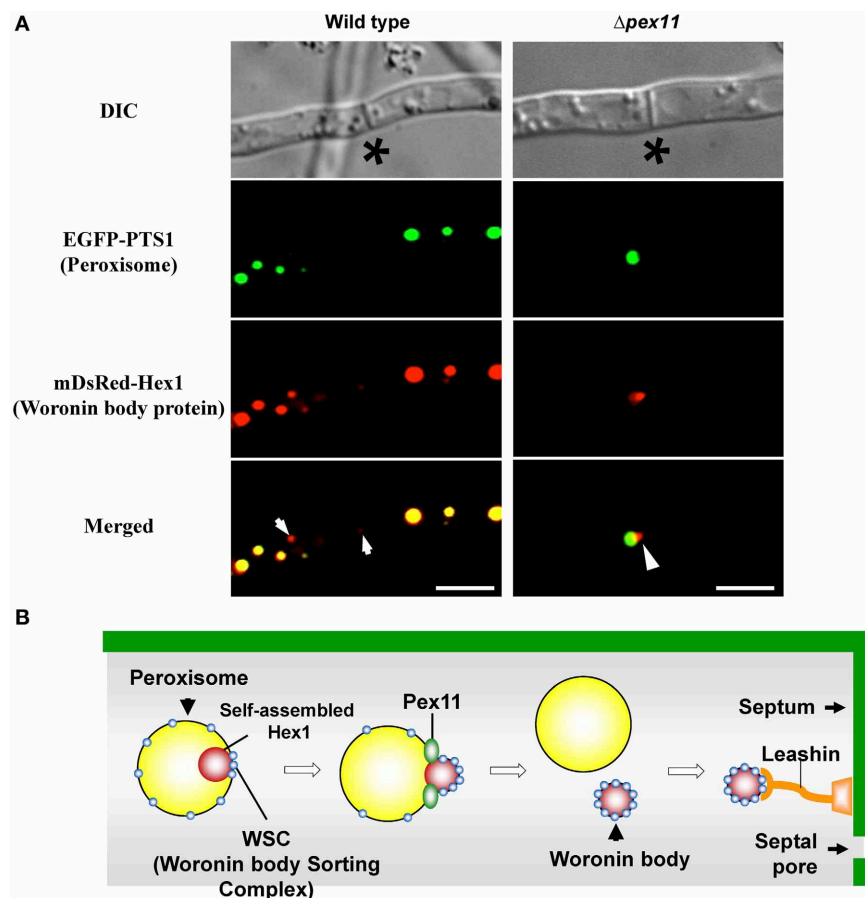 A
Wild type
Δpex11
DIC
*
*
EGFP-PTS1
(Peroxisome)
mDsRed-Hex1
(Woronin body protein)
Merged
B
Peroxisome
Self-assembled
Hex1
WSC
(Woronin body Sorting
Complex)
Pex11
Woronin body
Septum
Leashin
Septal
pore